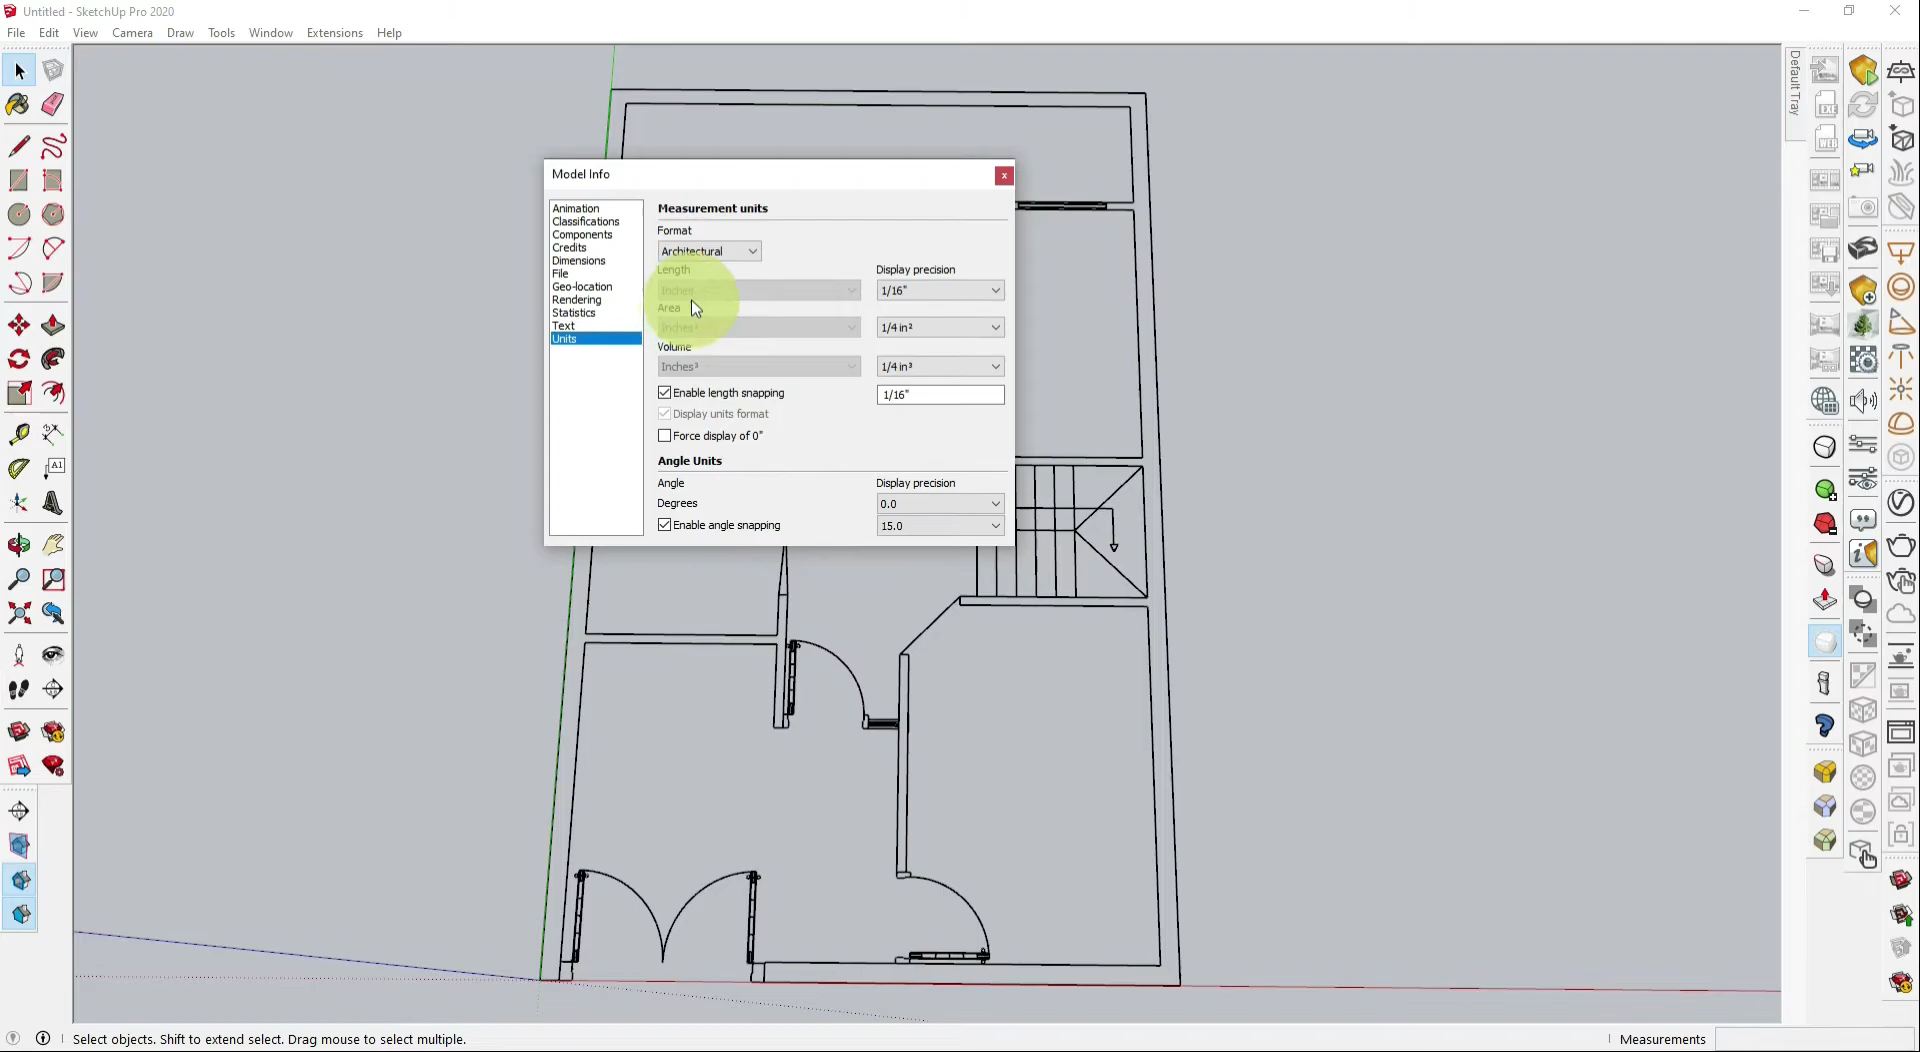 Untitled - SketchUp Pro 2020
File Edit View Camera Draw Tools Window Extensions Help
Default Tray
Model Info
x
Animation
Classifications
Components
Credits
Dimensions
File
Geo-location
Rendering
Statistics
Text
Units
Measurement units
Format
Architectural
Length
Display precision
Inches
1/16"
Area
Inches²
1/4 in²
Volume
Inches³
1/4 in³
Enable length snapping
1/16"
Display units format
Force display of 0"
Angle Units
Angle
Display precision
Degrees
0.0
Enable angle snapping
15.0
A1
EXE
Select objects. Shift to extend select. Drag mouse to select multiple.
Measurements